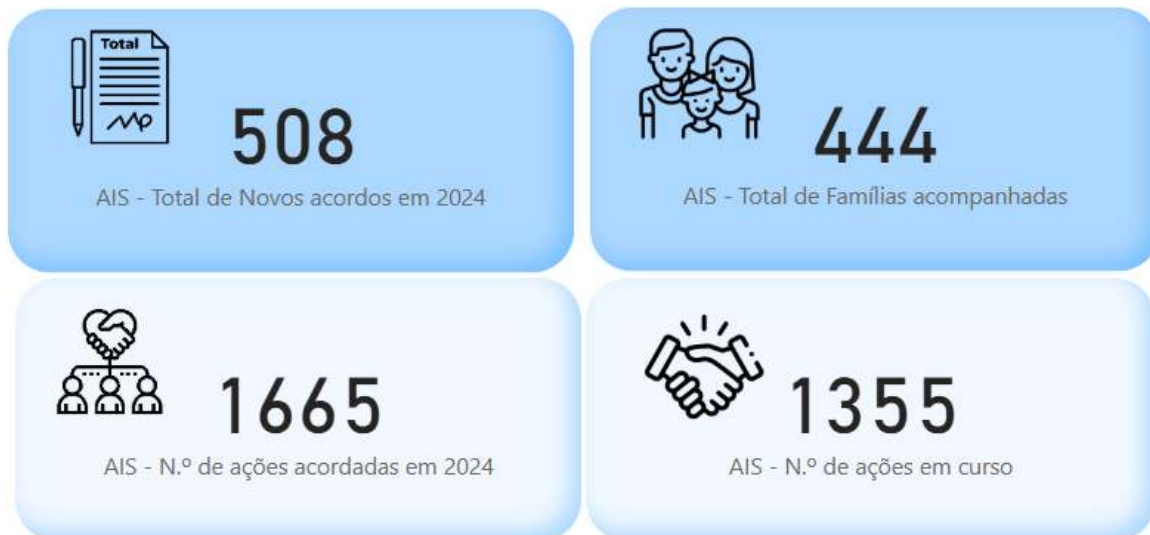 Total
508
AIS - Total de Novos acordos em 2024
444
AIS - Total de Famílias acompanhadas
1665
AIS - N.º de ações acordadas em 2024
1355
AIS - N.º de ações em curso